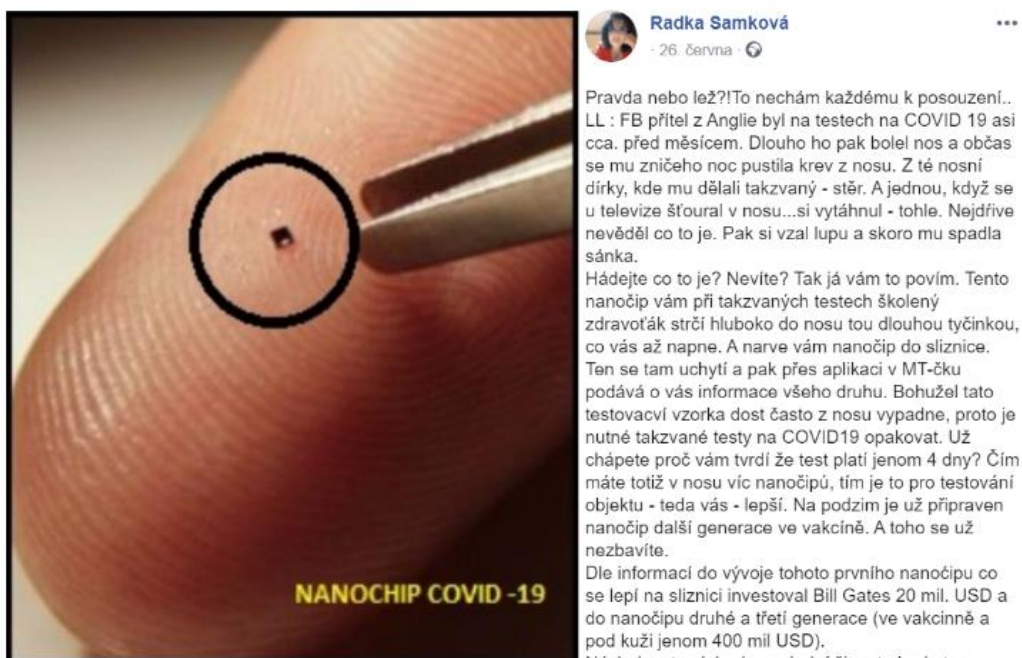 Radka Samková
· 26. června ·
Pravda nebo lež?!To nechám každému k posouzení..
LL : FB přítel z Anglie byl na testech na COVID 19 asi
cca. před měsícem. Dlouho ho pak bolel nos a občas
se mu zničeho noc pustila krev z nosu. Z té nosní
dírky, kde mu dělali takzvaný - stěr. A jednou, když se
u televize šťoural v nosu...si vytáhnul - tohle. Nejdříve
nevěděl co to je. Pak si vzal lupu a skoro mu spadla
sánka.
Hádejte co to je? Nevíte? Tak já vám to povím. Tento
nanočip vám při takzvaných testech školený
zdravoťák strčí hluboko do nosu tou dlouhou tyčinkou,
co vás až napne. A narve vám nanočip do sliznice.
Ten se tam uchytí a pak přes aplikaci v MT-čku
podává o vás informace všeho druhu. Bohužel tato
testovacví vzorka dost často z nosu vypadne, proto je
nutné takzvané testy na COVID19 opakovat. Už
chápete proč vám tvrdí že test platí jenom 4 dny? Čím
máte totiž v nosu víc nanočipů, tím je to pro testování
objektu - teda vás - lepší. Na podzim je už připraven
nanočip další generace ve vakcíně. A toho se už
nezbavíte.
Dle informací do vývoje tohoto prvního nanočipu co
se lepí na sliznici investoval Bill Gates 20 mil. USD a
do nanočipu druhé a třetí generace (ve vakcinně a
pod kuži jenom 400 mil USD).
NANOCHIP COVID -19